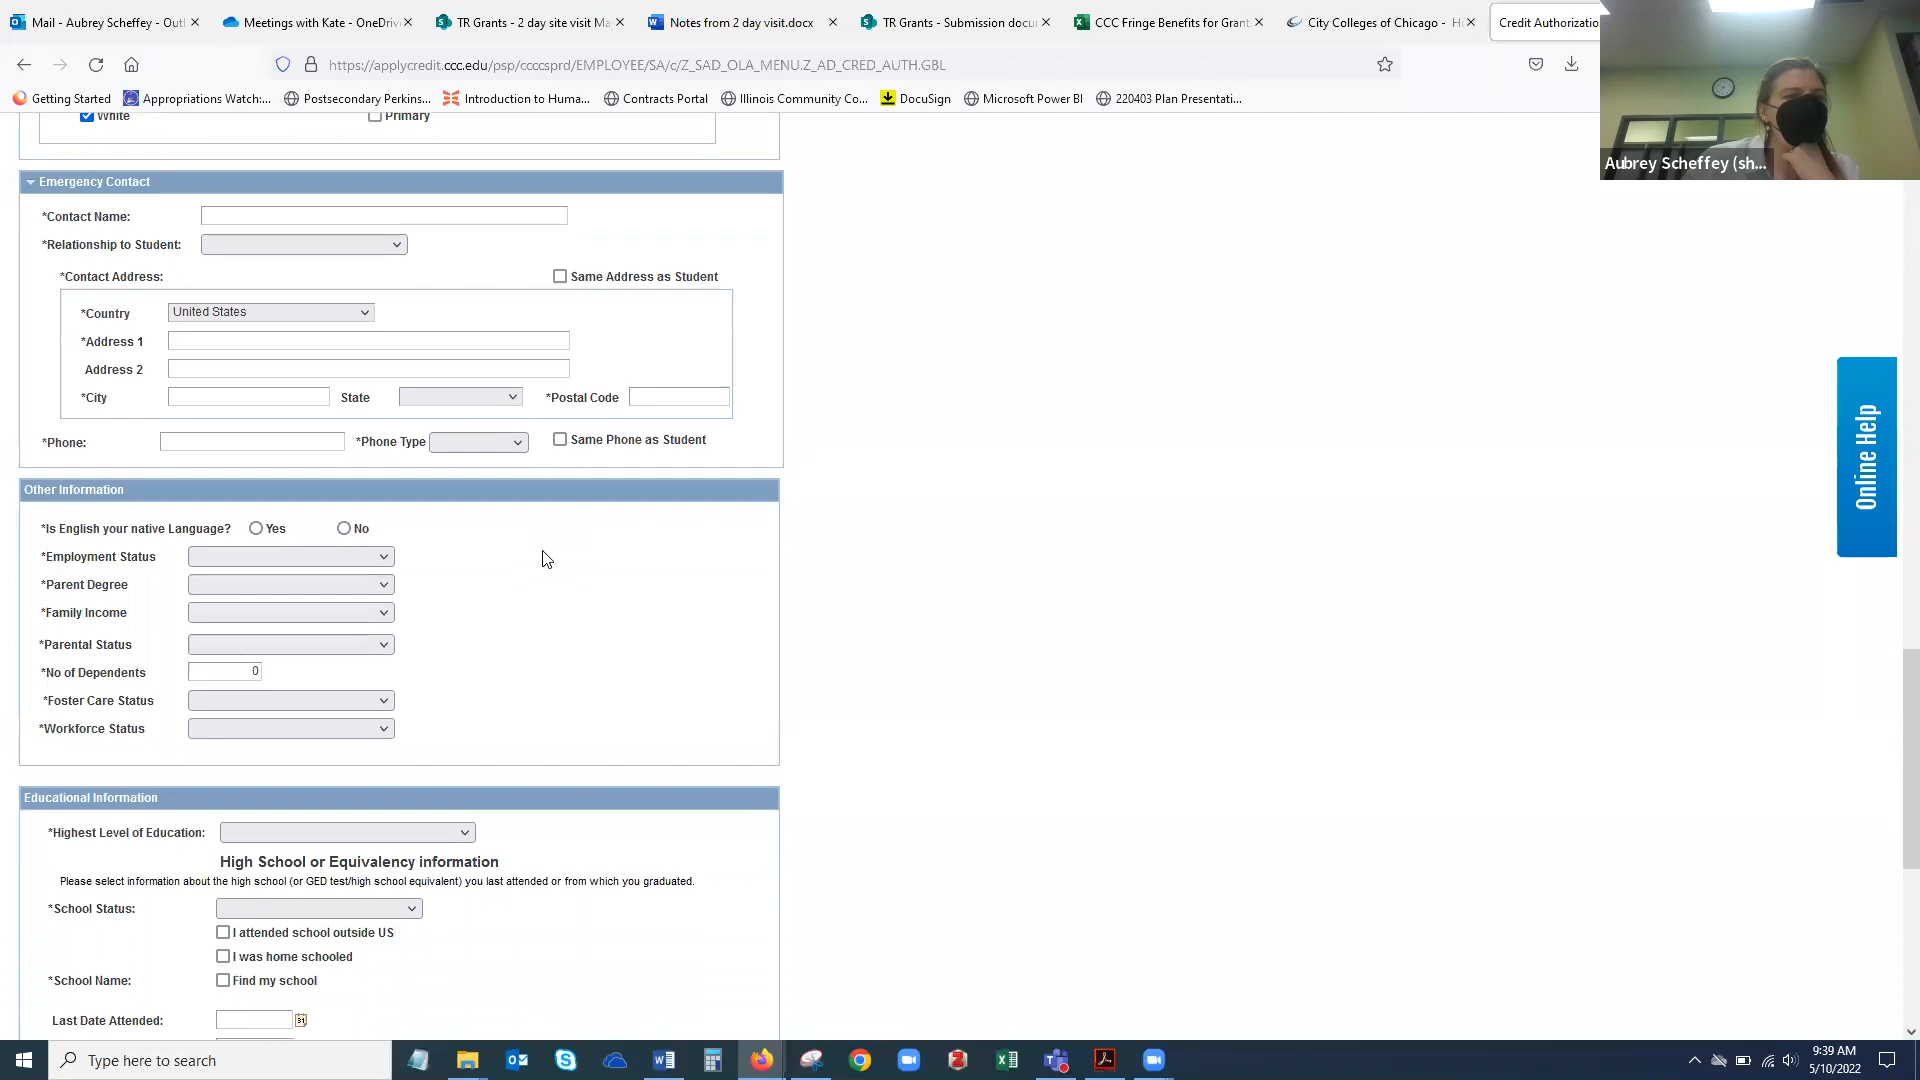 Mail - Aubrey Scheffey - Outl
Meetings with Kate - OneDrive
TR Grants - 2 day site visit Ma
Notes from 2 day visit.docx
TR Grants - Submission docu
CCC Fringe Benefits for Grant
City Colleges of Chicago - Ho
Credit Authorizatio
https://applycredit.ccc.edu/psp/ccccsprd/EMPLOYEE/SA/c/Z_SAD_OLA_MENU.Z_AD_CRED_AUTH.GBL
Getting Started
Appropriations Watch:...
Postsecondary Perkins...
Introduction to Huma...
Contracts Portal
Illinois Community Co...
DocuSign
Microsoft Power BI
220403 Plan Presentati...
Aubrey Scheffey (sh...
White
Primary
Emergency Contact
*Contact Name:
*Relationship to Student:
*Contact Address:
Same Address as Student
*Country United States
*Address 1
Address 2
*City State *Postal Code
*Phone: *Phone Type Same Phone as Student
Online Help
Other Information
*Is English your native Language? Yes No
*Employment Status
*Parent Degree
*Family Income
*Parental Status
*No of Dependents 0
*Foster Care Status
*Workforce Status
Educational Information
*Highest Level of Education:
High School or Equivalency information
Please select information about the high school (or GED test/high school equivalent) you last attended or from which you graduated.
*School Status:
I attended school outside US
I was home schooled
*School Name: Find my school
Last Date Attended: 31
Type here to search
9:39 AM
5/10/2022